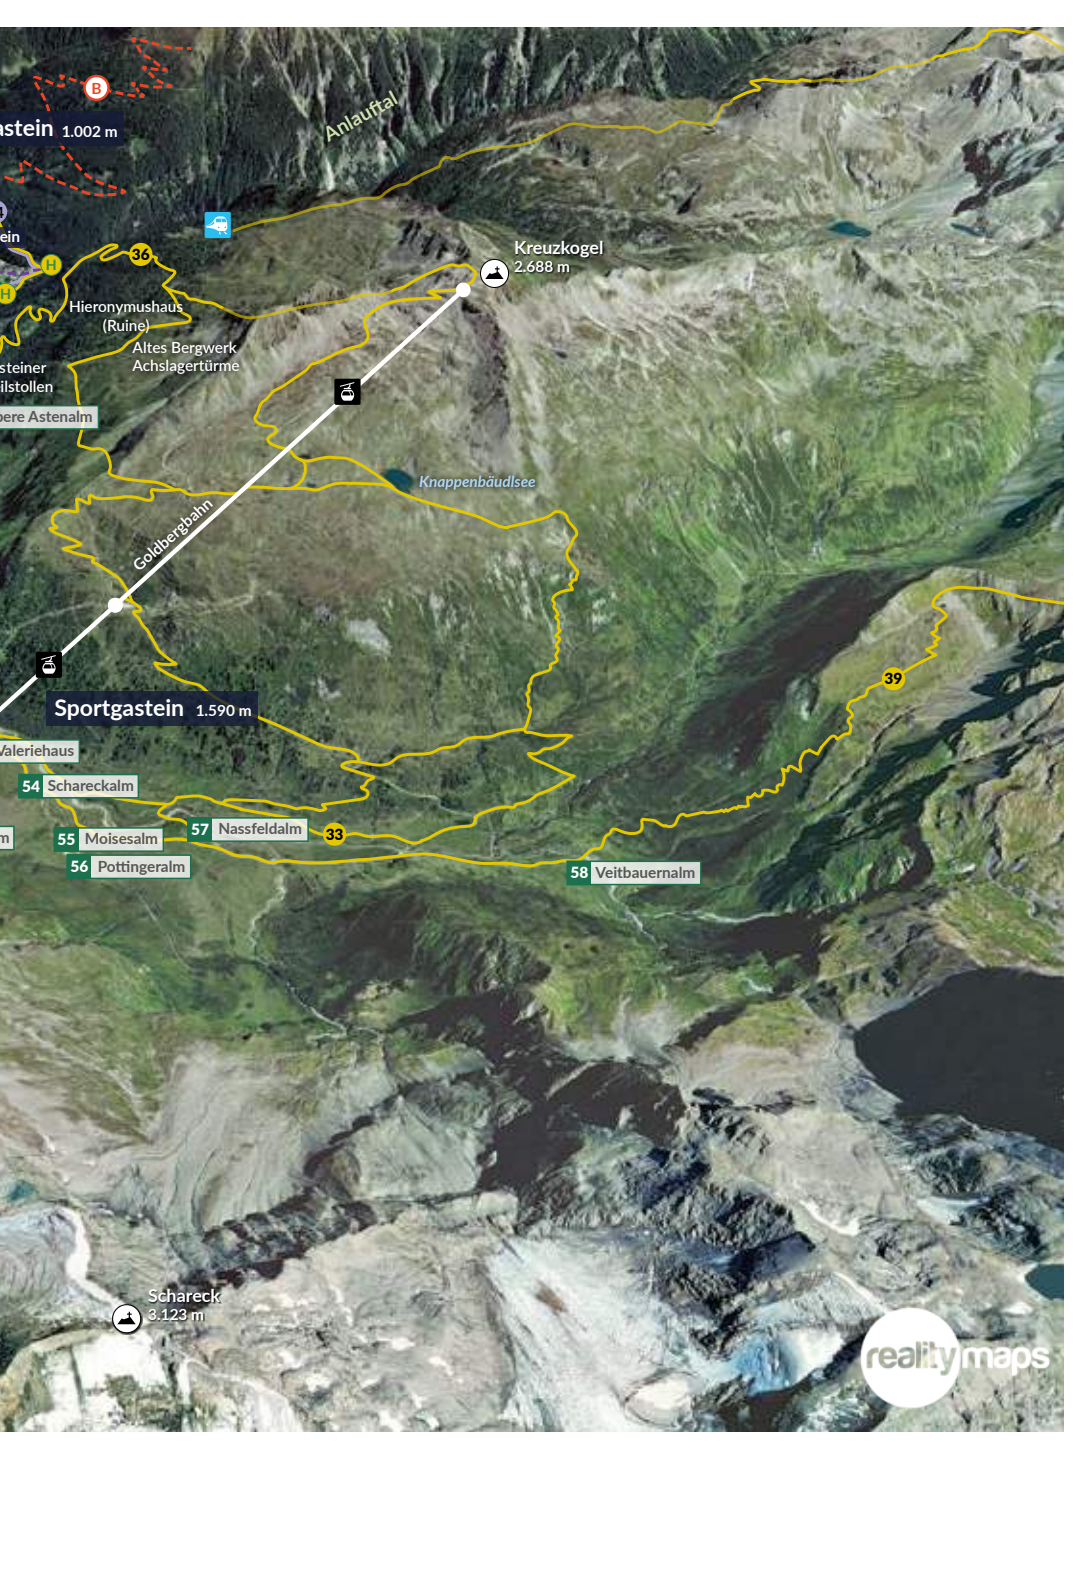 B
astein 1.002 m
Anlauftal
ein
H
H
36
Kreuzkogel
2.688 m
Hieronymushaus
(Ruine)
Altes Bergwerk
Achslagertürme
steiner
ilstollen
bere Astenalm
Knappenbäudlsee
Goldbergbahn
39
Sportgastein 1.590 m
Valeriehaus
54 Schareckalm
57 Nassfeldalm
33
m
55 Moisesalm
56 Pottingeralm
58 Veitbauernalm
Schareck
3.123 m
realitymaps